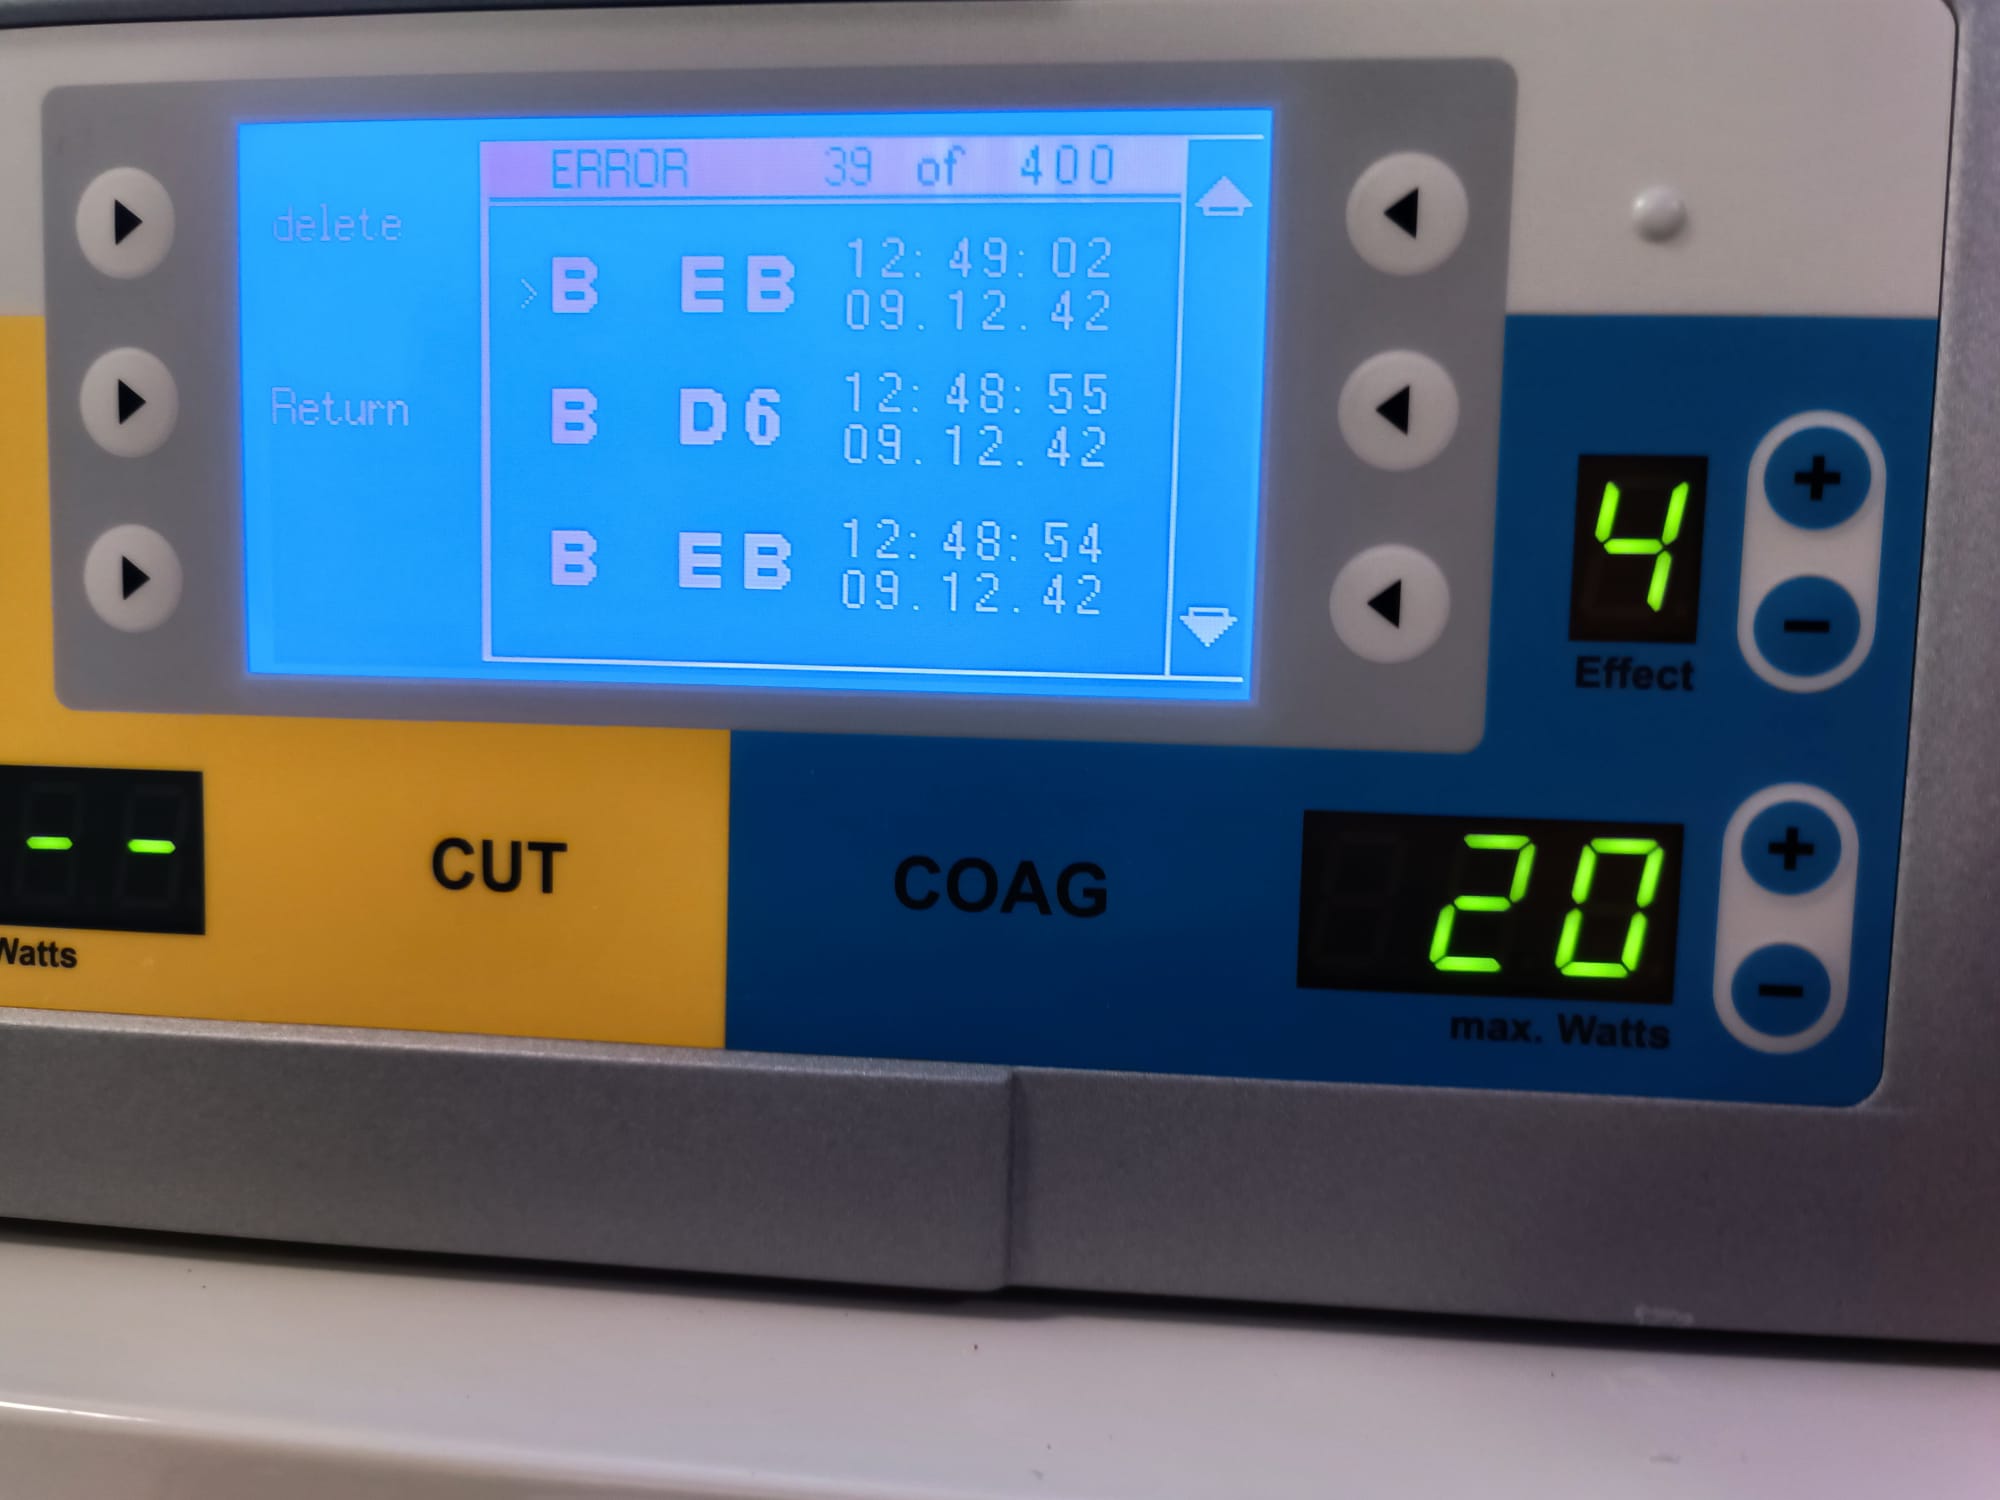 ERROR 39 of 400
delete
>B EB 12:49:02
09.12.42
Return
B D6 12:48:55
09.12.42
B EB 12:48:54
09.12.42
4
Effect
- -
Watts
CUT
COAG
20
max. Watts